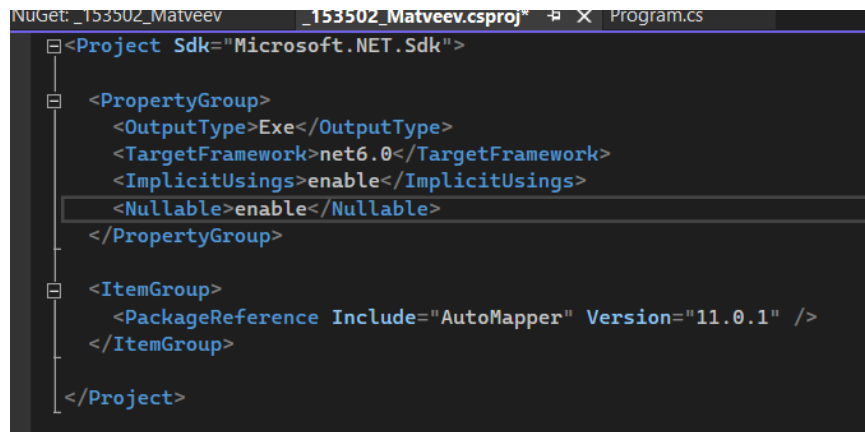 NuGet: _153502_Matveev _153502_Matveev.csproj* Program.cs
<Project Sdk="Microsoft.NET.Sdk">
<PropertyGroup>
<OutputType>Exe</OutputType>
<TargetFramework>net6.0</TargetFramework>
<ImplicitUsings>enable</ImplicitUsings>
<Nullable>enable</Nullable>
</PropertyGroup>
<ItemGroup>
<PackageReference Include="AutoMapper" Version="11.0.1" />
</ItemGroup>
</Project>